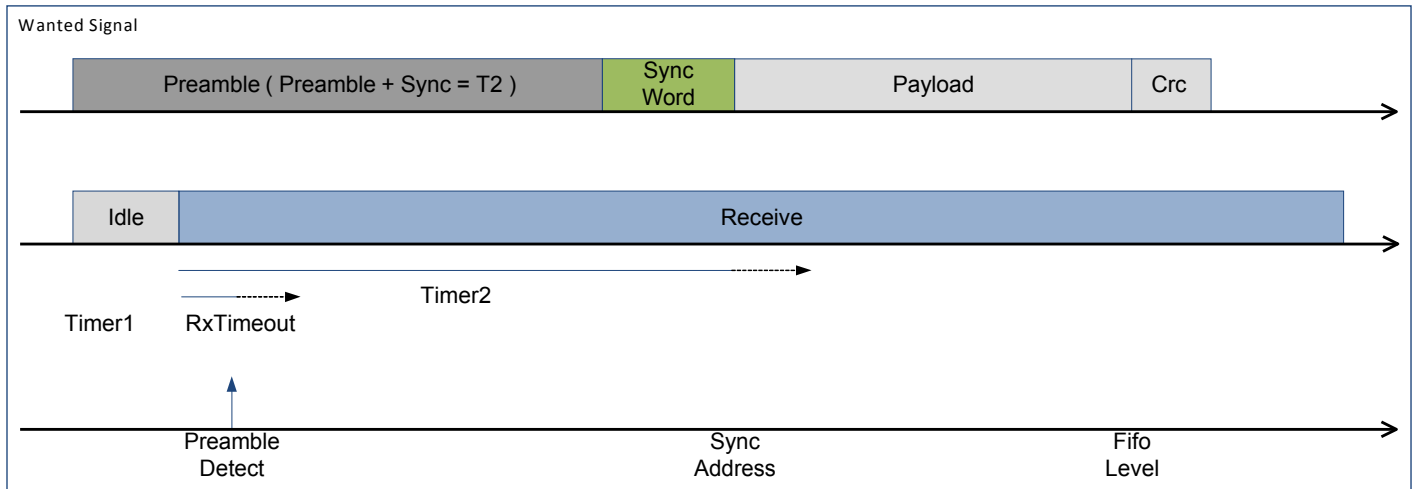 Wanted Signal
Preamble ( Preamble + Sync = T2 )
Sync
Word
Payload
Crc
Idle
Receive
Timer2
Timer1
RxTimeout
Preamble
Detect
Sync
Address
Fifo
Level